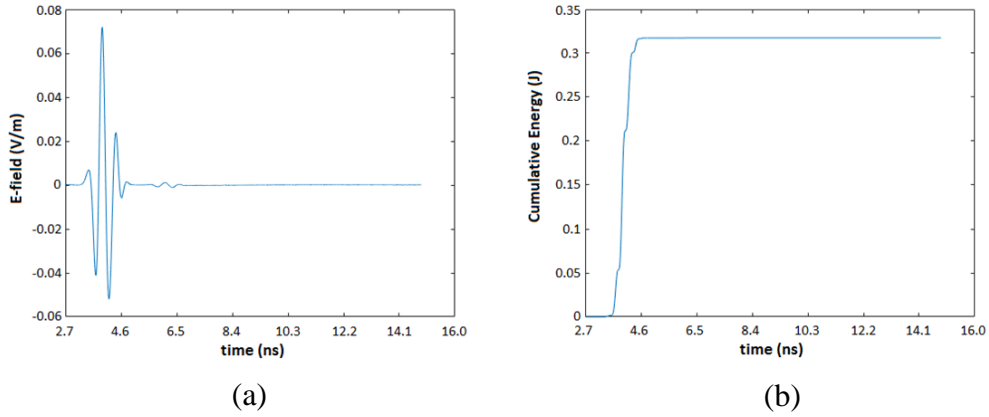 0.08
0.06
0.04
0.02
0
-0.02
-0.04
-0.06
E-field (V/m)
2.7 4.6 6.5 8.4 10.3 12.2 14.1 16.0
time (ns)
(a)
0.35
0.3
0.25
0.2
0.15
0.1
0.05
0
Cumulative Energy (J)
2.7 4.6 6.5 8.4 10.3 12.2 14.1 16.0
time (ns)
(b)